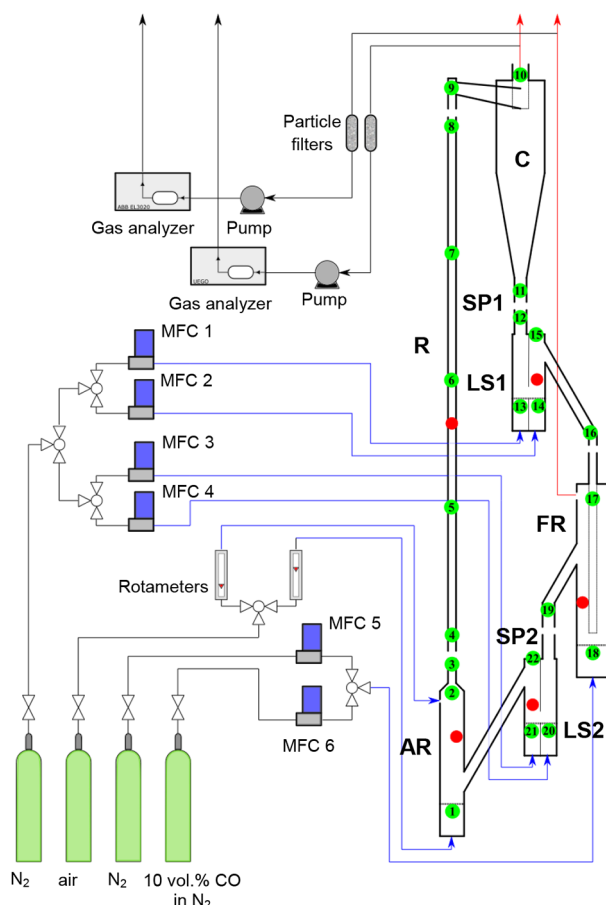 10
9
Particle
filters
8
C
ABB EL3020
Gas analyzer
Pump
7
UEGO
Gas analyzer
Pump
11
SP1
12
MFC 1
15
R
MFC 2
6
LS1
13
14
16
MFC 3
MFC 4
17
5
FR
Rotameters
19
4
SP2
MFC 5
3
22
18
2
MFC 6
AR
21
20
LS2
1
N2
air
N2
10 vol.% CO
in N2